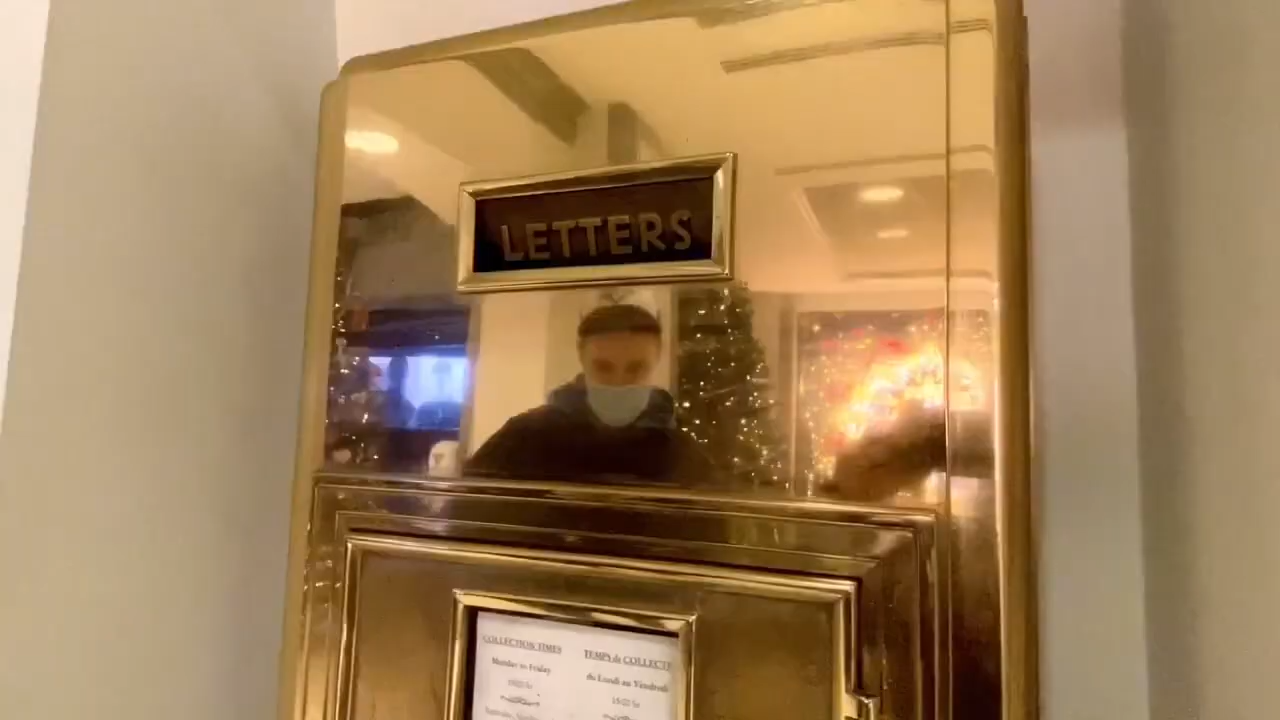 LETTERS
COLLECTION TIMES
Monday to Friday
TEMPS de COLLECTE
du Lundi au Vendredi